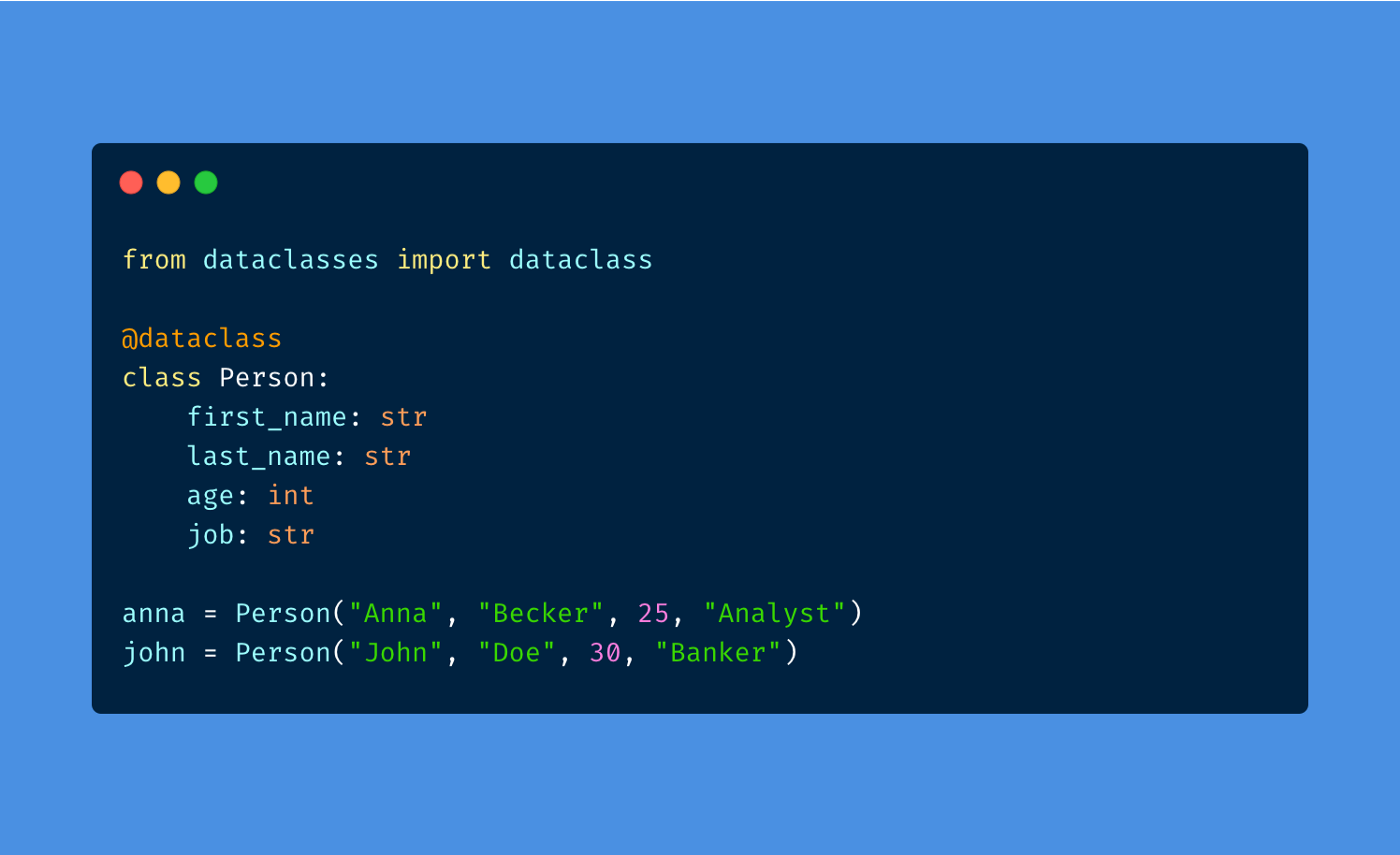 from dataclasses import dataclass
@dataclass
class Person:
    first_name: str
    last_name: str
    age: int
    job: str
anna = Person("Anna", "Becker", 25, "Analyst")
john = Person("John", "Doe", 30, "Banker")